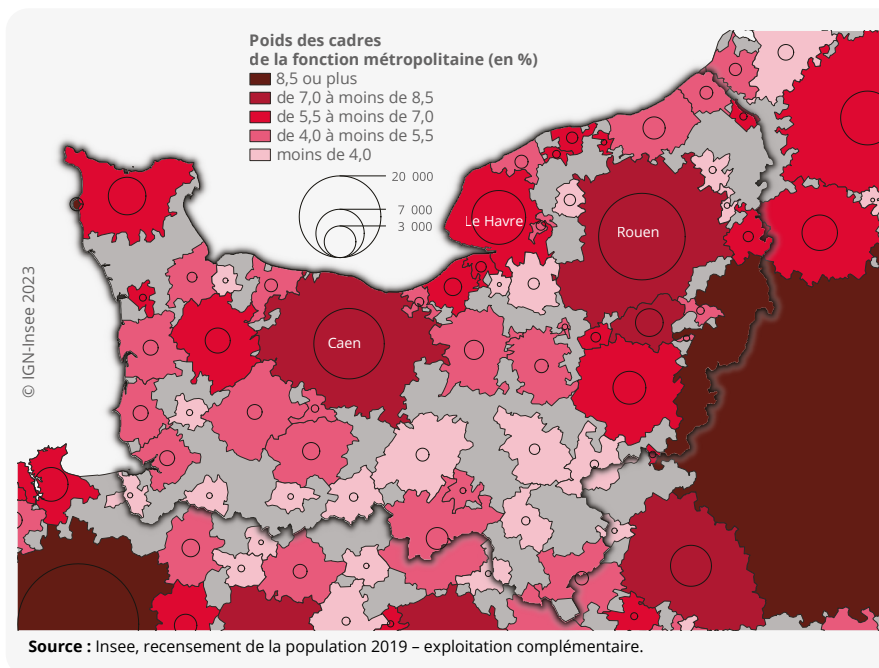 Poids des cadres
de la fonction métropolitaine (en %)
8,5 ou plus
de 7,0 à moins de 8,5
de 5,5 à moins de 7,0
de 4,0 à moins de 5,5
moins de 4,0
20 000
7 000
3 000
Le Havre
Rouen
Caen
© IGN-Insee 2023
Source : Insee, recensement de la population 2019 – exploitation complémentaire.